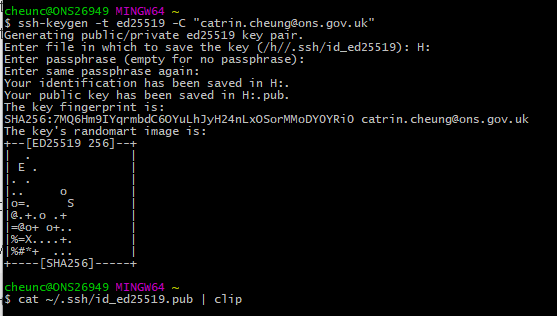 cheunc@ONS26949 MINGW64 ~
$ ssh-keygen -t ed25519 -C "catrin.cheung@ons.gov.uk"
Generating public/private ed25519 key pair.
Enter file in which to save the key (/h//.ssh/id_ed25519): H:
Enter passphrase (empty for no passphrase):
Enter same passphrase again:
Your identification has been saved in H:.
Your public key has been saved in H:.pub.
The key fingerprint is:
SHA256:7MQ6Hm9IYqrmbdC6OYuLhJyH24nLxOSorMMoDYOYRiO catrin.cheung@ons.gov.uk
The key's randomart image is:
+--[ED25519 256]--+
|  .              |
| E .             |
|. .              |
|..      o        |
|o=.      S       |
|@.+.o .+         |
|=@o+ o+..        |
|%=X....+.        |
|%#*+  ...        |
+----[SHA256]-----+
cheunc@ONS26949 MINGW64 ~
$ cat ~/.ssh/id_ed25519.pub | clip